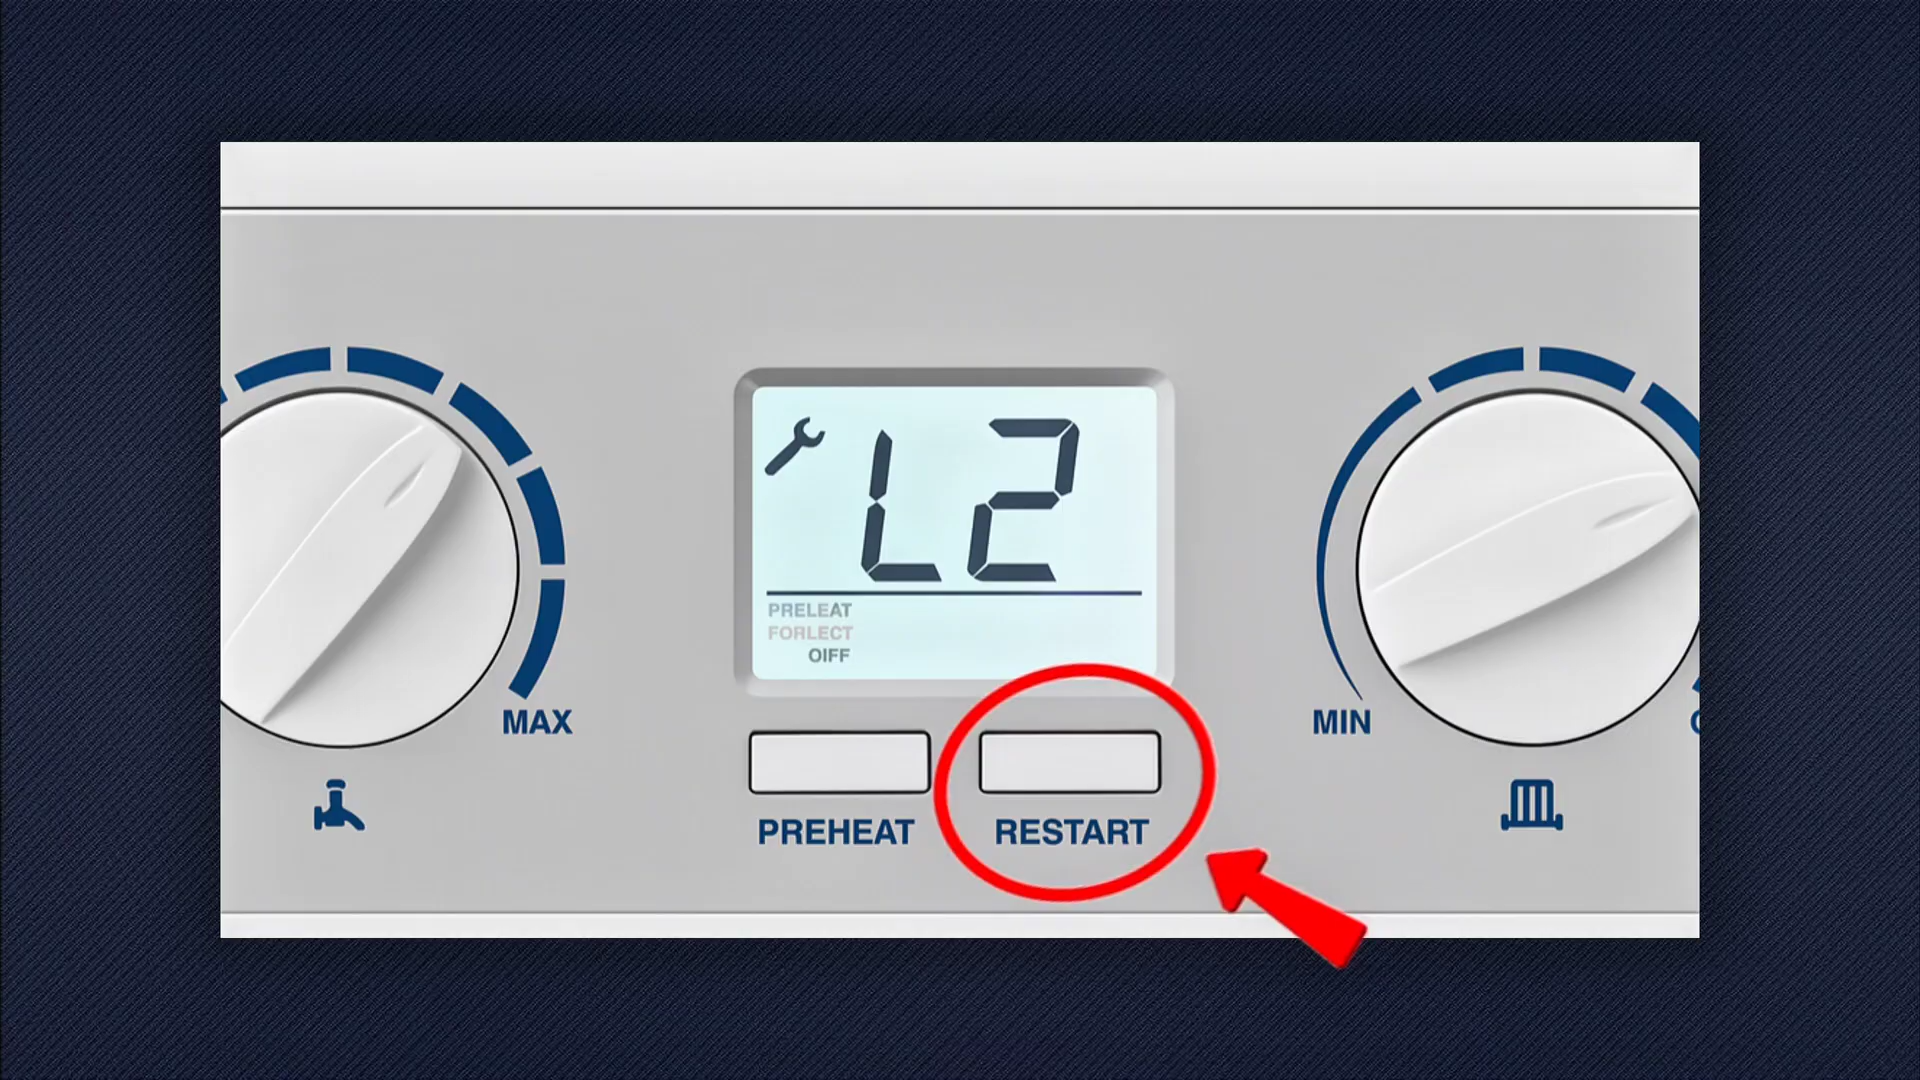 L2
PRELEAT
FORLECT
OIFF
MAX
MIN
PREHEAT
RESTART